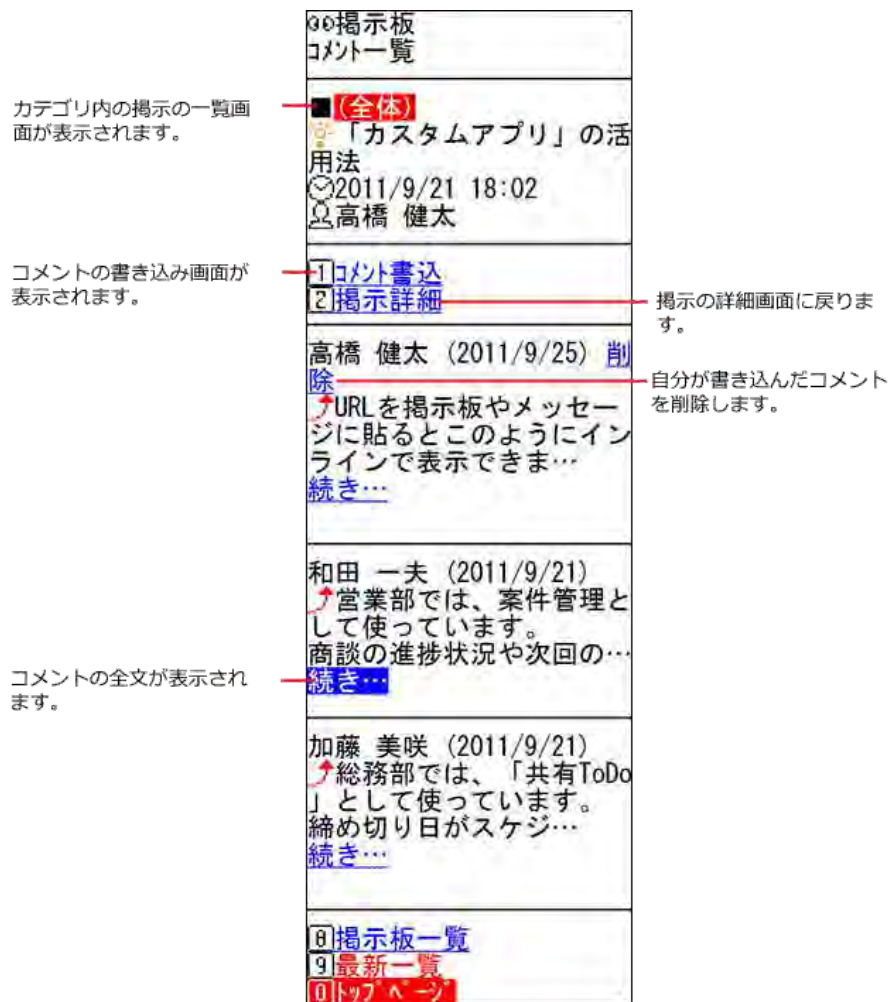 掲示板
コメント一覧
(全体)
「カスタムアプリ」の活
用法
2011/9/21 18:02
高橋 健太
カテゴリ内の掲示の一覧画
面が表示されます。
1コメント書込
2掲示詳細
コメントの書き込み画面が
表示されます。
掲示の詳細画面に戻りま
す。
高橋 健太 (2011/9/25) 削
除
URLを掲示板やメッセー
ジに貼るとこのようにイン
ラインで表示できま…
続き…
自分が書き込んだコメント
を削除します。
和田 一夫 (2011/9/21)
営業部では、案件管理と
して使っています。
商談の進捗状況や次回の…
続き…
コメントの全文が表示され
ます。
加藤 美咲 (2011/9/21)
総務部では、「共有ToDo
」として使っています。
締め切り日がスケジ…
続き…
8掲示板一覧
9最新一覧
0トップページ